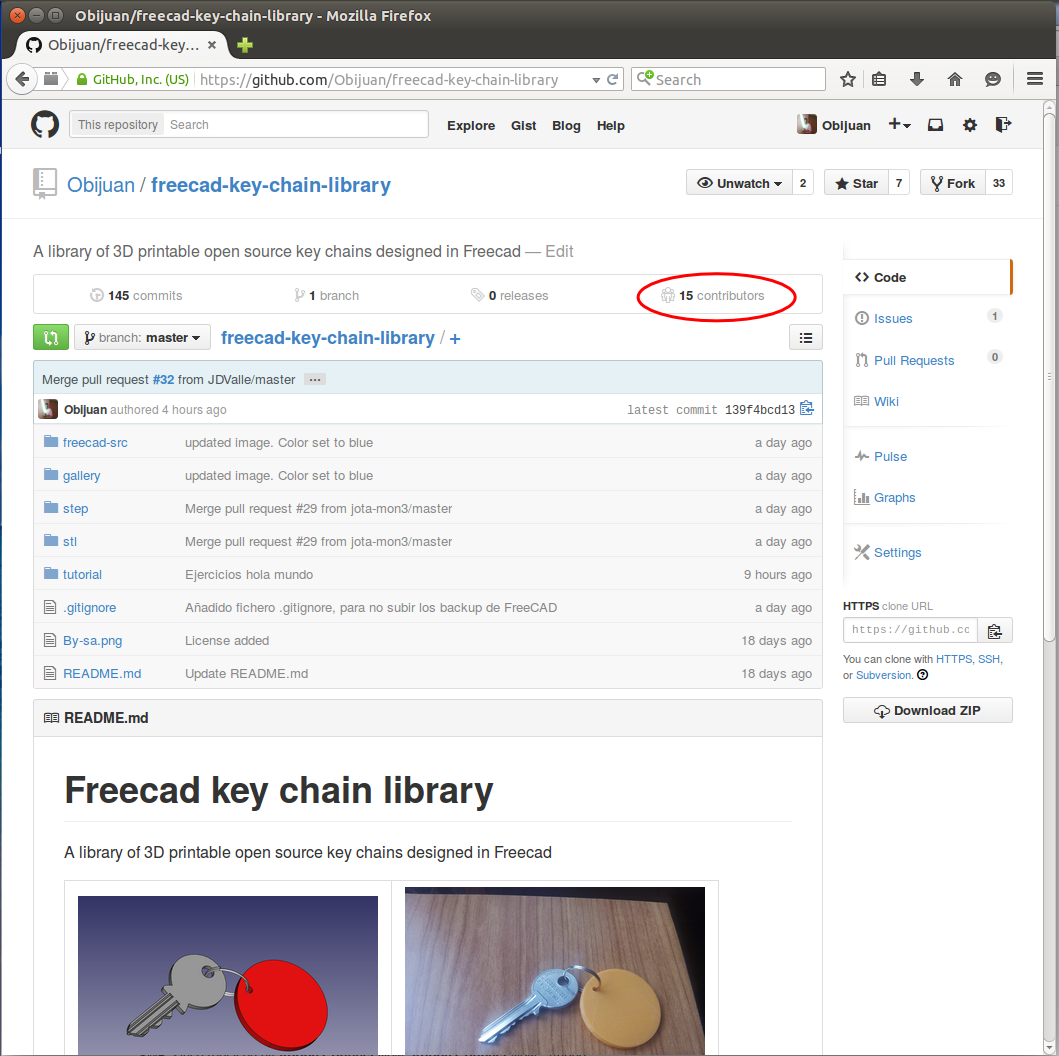 Obijuan/freecad-key-chain-library - Mozilla Firefox
Obijuan/freecad-key...
GitHub, Inc. (US) https://github.com/Obijuan/freecad-key-chain-library Search
This repository Search Explore Gist Blog Help Obijuan
Obijuan / freecad-key-chain-library Unwatch 2 Star 7 Fork 33
A library of 3D printable open source key chains designed in Freecad — Edit
145 commits 1 branch 0 releases 15 contributors
branch: master freecad-key-chain-library / +
Merge pull request #32 from JDValle/master ...
Obijuan authored 4 hours ago latest commit 139f4bcd13
freecad-src updated image. Color set to blue a day ago
gallery updated image. Color set to blue a day ago
step Merge pull request #29 from jota-mon3/master a day ago
stl Merge pull request #29 from jota-mon3/master a day ago
tutorial Ejercicios hola mundo 9 hours ago
.gitignore Añadido fichero .gitignore, para no subir los backup de FreeCAD a day ago
By-sa.png License added 18 days ago
README.md Update README.md 18 days ago
Code
Issues 1
Pull Requests 0
Wiki
Pulse
Graphs
Settings
HTTPS clone URL
https://github.cc
You can clone with HTTPS, SSH,
or Subversion.
Download ZIP
README.md
Freecad key chain library
A library of 3D printable open source key chains designed in Freecad